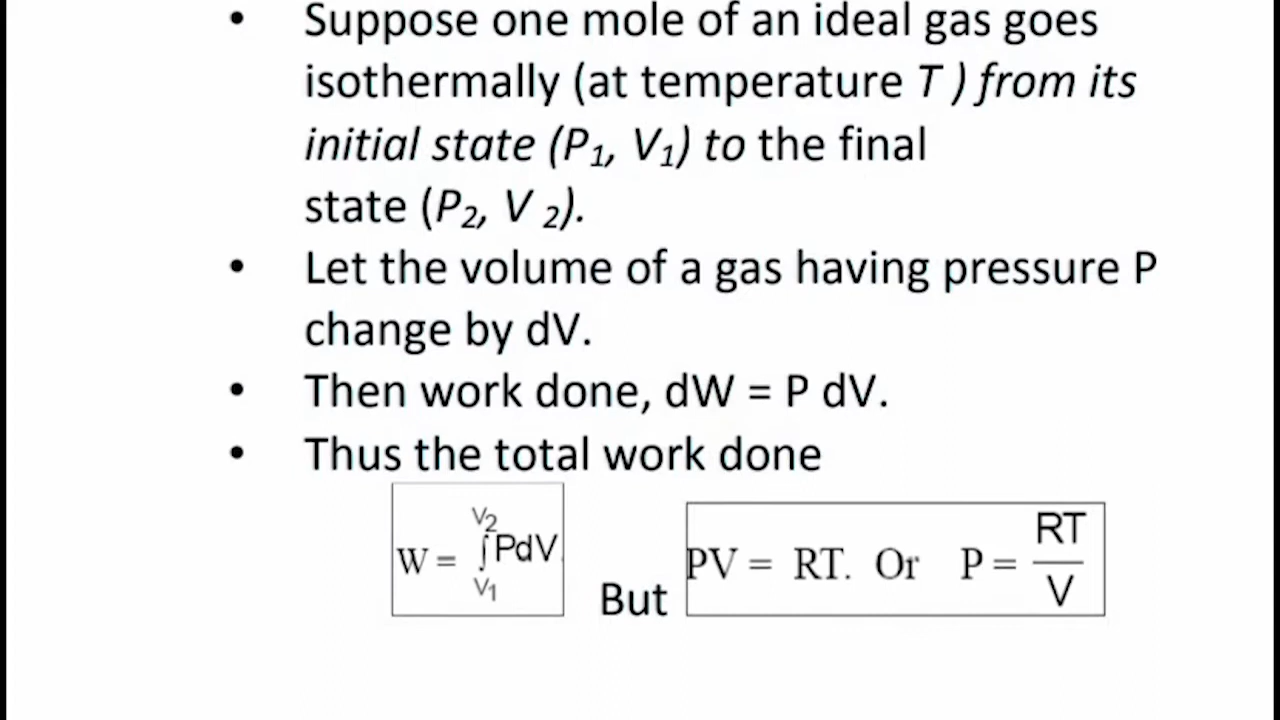 • Suppose one mole of an ideal gas goes
isothermally (at temperature T ) from its
initial state (P₁, V₁) to the final
state (P₂, V ₂).
• Let the volume of a gas having pressure P
change by dV.
• Then work done, dW = P dV.
• Thus the total work done
W = ∫PdV V2 V1 But PV = RT. Or P = RT/V